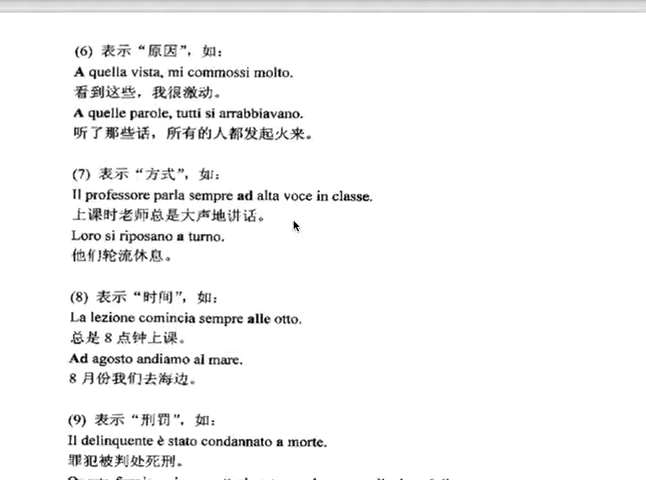 (6) 表示“原因”，如：
A quella vista, mi commossi molto.
看到这些，我很激动。
A quelle parole, tutti si arrabbiavano.
听了那些话，所有的人都发起火来。
(7) 表示“方式”，如：
Il professore parla sempre ad alta voce in classe.
上课时老师总是大声地讲话。
Loro si riposano a turno.
他们轮流休息。
(8) 表示“时间”，如：
La lezione comincia sempre alle otto.
总是 8 点钟上课。
Ad agosto andiamo al mare.
8 月份我们去海边。
(9) 表示“刑罚”，如：
Il delinquente è stato condannato a morte.
罪犯被判处死刑。